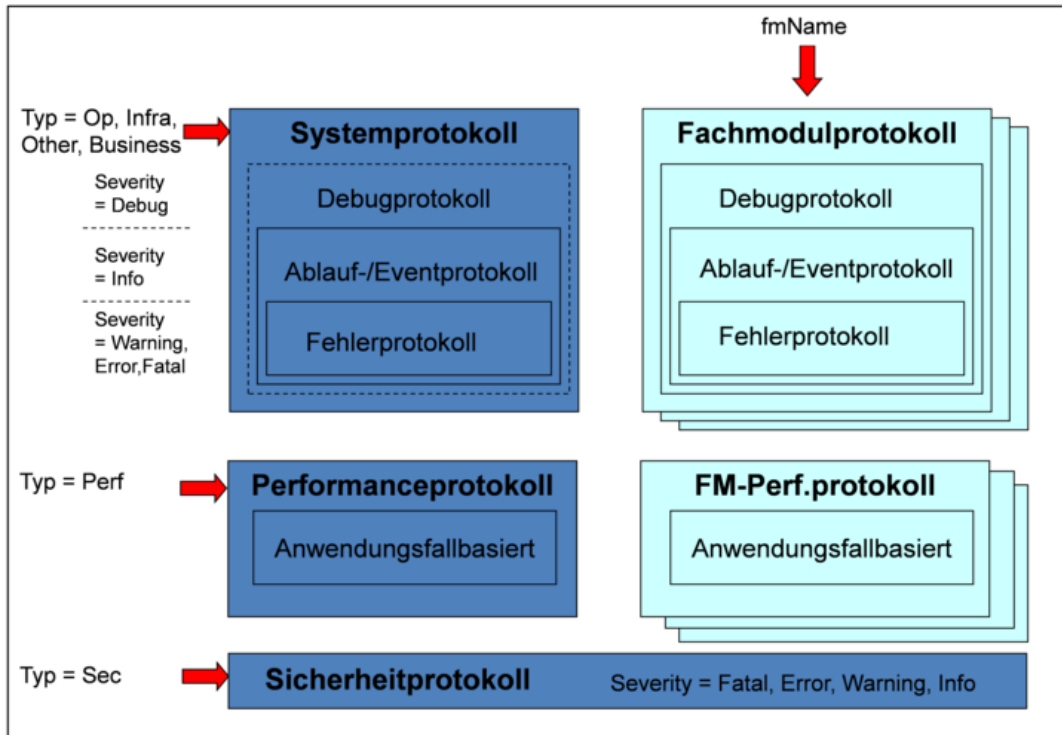 fmName
Typ = Op, Infra,
Other, Business
Severity
= Debug
Severity
= Info
Severity
= Warning,
Error,Fatal
Systemprotokoll
Debugprotokoll
Ablauf-/Eventprotokoll
Fehlerprotokoll
Fachmodulprotokoll
Debugprotokoll
Ablauf-/Eventprotokoll
Fehlerprotokoll
Typ = Perf
Performanceprotokoll
Anwendungsfallbasiert
FM-Perf.protokoll
Anwendungsfallbasiert
Typ = Sec
Sicherheitprotokoll
Severity = Fatal, Error, Warning, Info